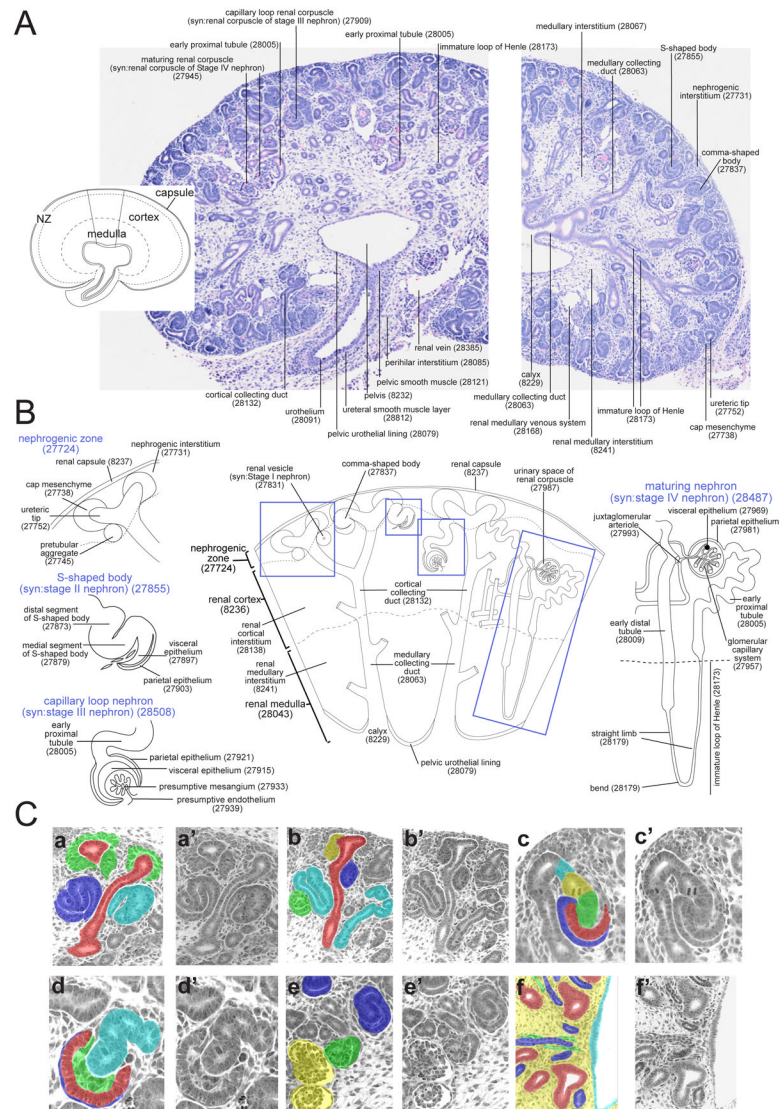 A
capillary loop renal corpuscle
(syn:renal corpuscle of stage III nephron)
(27909)
early proximal tubule (28005)
maturing renal corpuscle
(syn:renal corpuscle of Stage IV nephron)
(27945)
early proximal tubule (28005)
immature loop of Henle (28173)
medullary interstitium (28067)
medullary collecting
duct (28063)
S-shaped body
(27855)
nephrogenic
interstitium (27731)
comma-shaped
body
(27837)
capsule
NZ
cortex
medulla
renal vein (28385)
perihilar interstitium (28085)
pelvic smooth muscle (28121)
cortical collecting duct
(28132)
pelvis (8232)
urothelium
(28091)
ureteral smooth muscle layer
(28812)
pelvic urothelial lining (28079)
calyx
(8229)
medullary collecting duct
(28063)
renal medullary venous system
(28168)
immature loop of Henle
(28173)
renal medullary interstitium
(8241)
ureteric tip
(27752)
cap mesenchyme
(27738)
B
nephrogenic zone
(27724)
nephrogenic interstitium
(27731)
renal capsule (8237)
cap mesenchyme
(27738)
ureteric
tip
(27752)
pretubular
aggregate
(27745)
S-shaped body
(syn:stage II nephron) (27855)
distal segment
of S-shaped body
(27873)
medial segment
of S-shaped body
(27879)
visceral
epithelium
(27897)
parietal epithelium (27903)
capillary loop nephron
(syn:stage III nephron) (28508)
early
proximal
tubule
(28005)
parietal epithelium (27921)
visceral epithelium (27915)
presumptive mesangium (27933)
presumptive endothelium
(27939)
renal vesicle
(syn:Stage I nephron)
(27831)
comma-shaped body
(27837)
renal capsule
(8237)
urinary space of
renal corpuscle
(27987)
nephrogenic
zone
(27724)
renal cortex
(8236)
renal
cortical
interstitium
(28138)
renal
medullary
interstitium
(8241)
renal medulla
(28043)
cortical
collecting
duct (28132)
medullary
collecting
duct
(28063)
calyx
(8229)
pelvic urothelial lining
(28079)
maturing nephron
(syn:stage IV nephron) (28487)
visceral epithelium (27969)
juxtaglomerular
arteriole
(27993)
parietal epithelium
(27981)
early distal
tubule
(28009)
early
proximal
tubule
(28005)
glomerular
capillary
system
(27957)
immature loop of Henle (28173)
straight limb
(28179)
bend (28179)
C
a
a'
b
b'
c
c'
d
d'
e
e'
f
f'